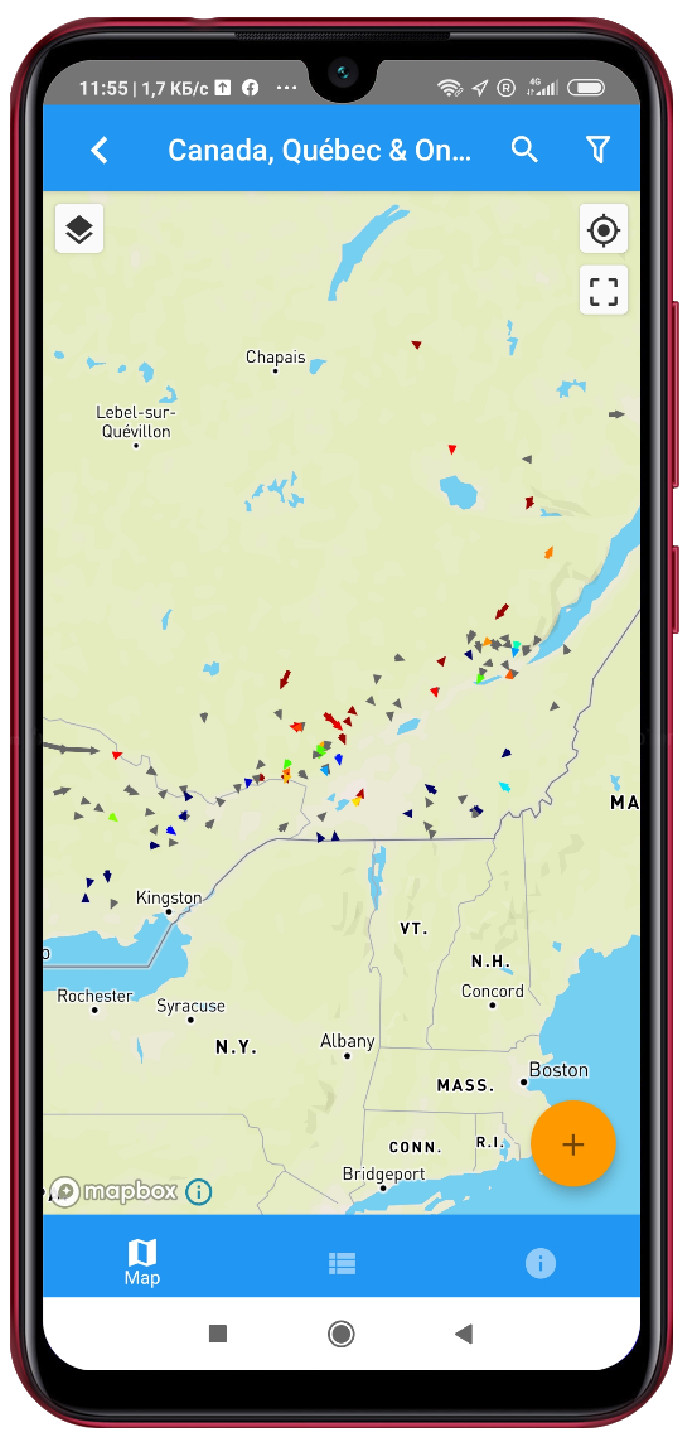 11:55 | 1,7 КБ/с
R 4G
Canada, Québec & On...
Chapais
Lebel-sur-
Quévillon
MA
Kingston
VT.
N.H.
Rochester
Concord
Syracuse
Albany
N.Y.
Boston
MASS.
CONN.
R.I.
Bridgeport
mapbox
Map